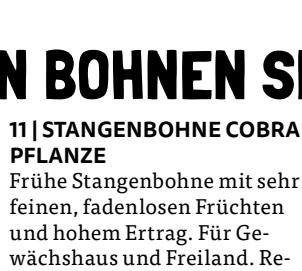 N BOHNEN S
11 | STANGENBOHNE COBRA
PFLANZE
Frühe Stangenbohne mit sehr
feinen, fadenlosen Früchten
und hohem Ertrag. Für Ge-
wächshaus und Freiland. Re-